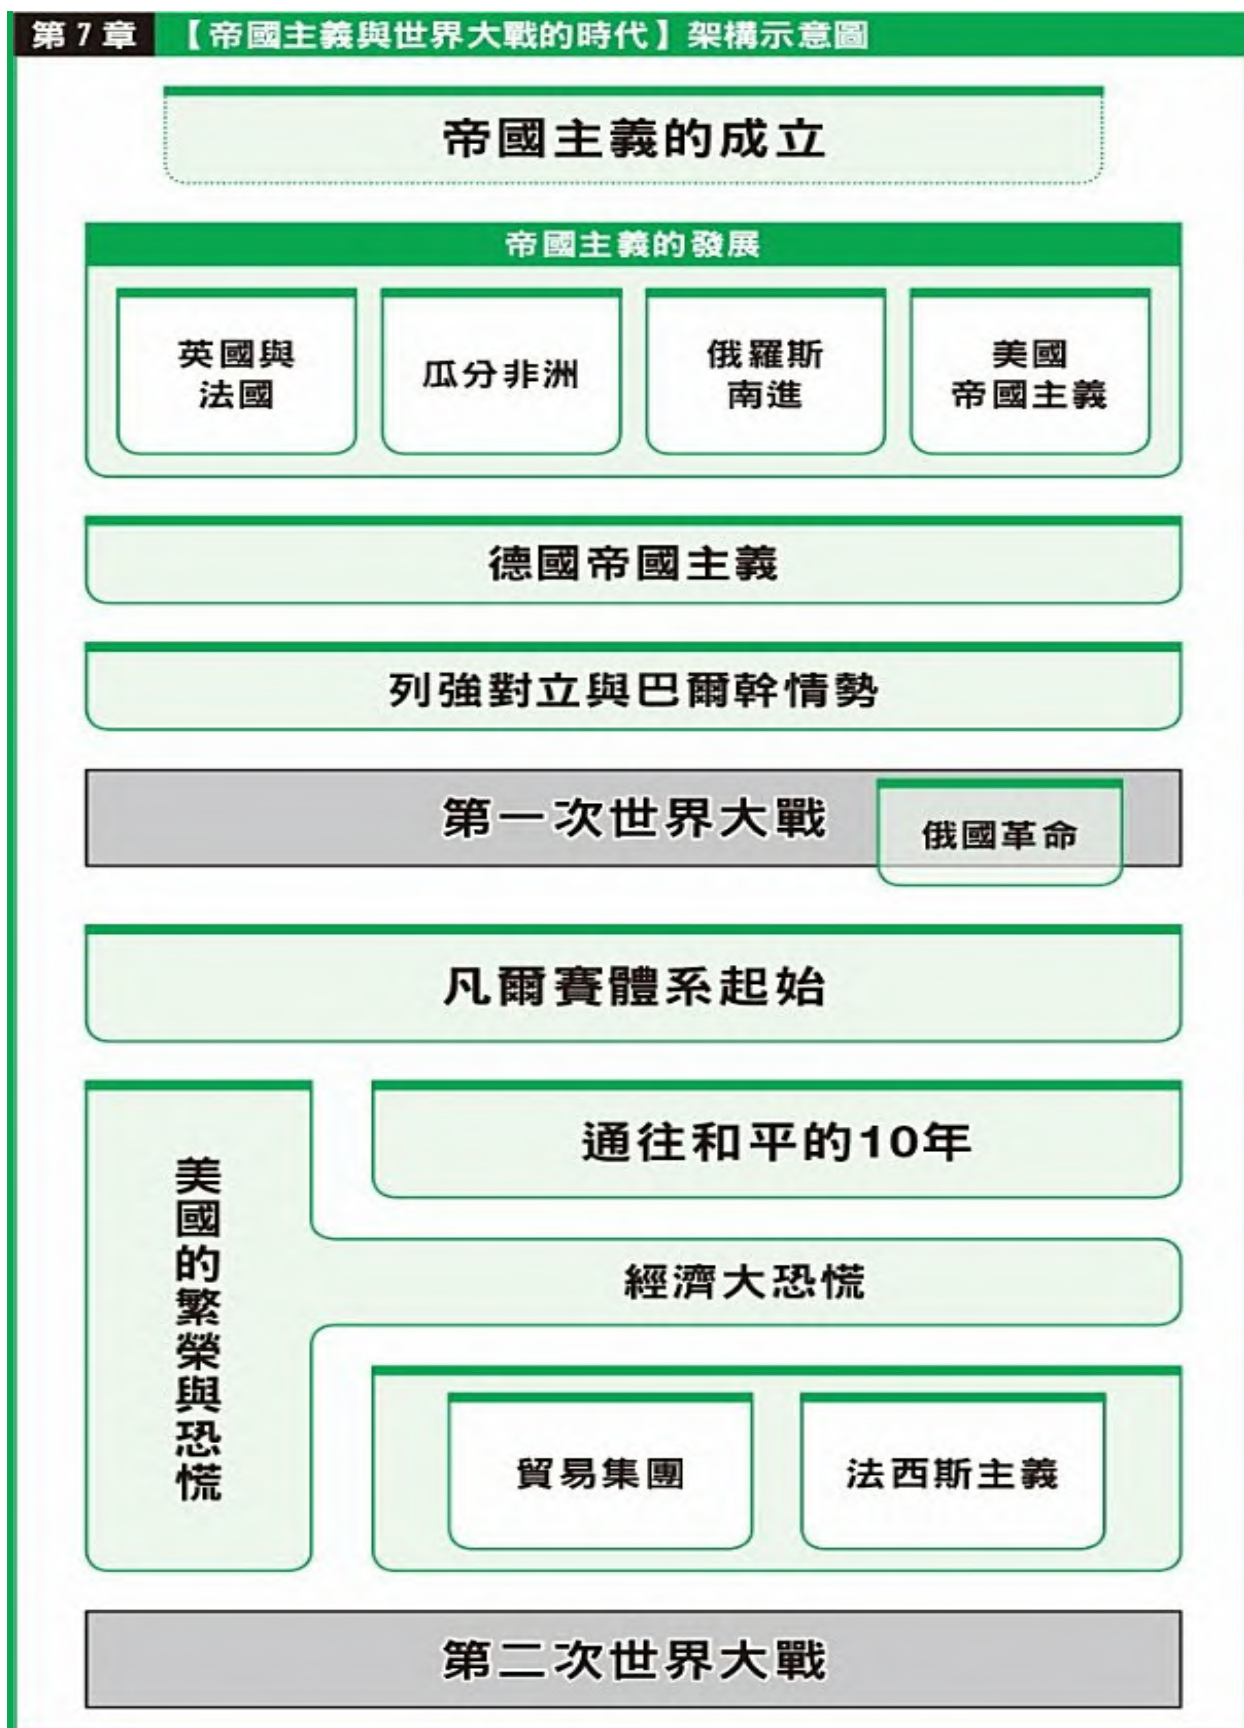 第7章 【帝國主義與世界大戰的時代】架構示意圖
帝國主義的成立
帝國主義的發展
英國與
法國
瓜分非洲
俄羅斯
南進
美國
帝國主義
德國帝國主義
列強對立與巴爾幹情勢
第一次世界大戰
俄國革命
凡爾賽體系起始
美國的繁榮與恐慌
通往和平的10年
經濟大恐慌
貿易集團
法西斯主義
第二次世界大戰